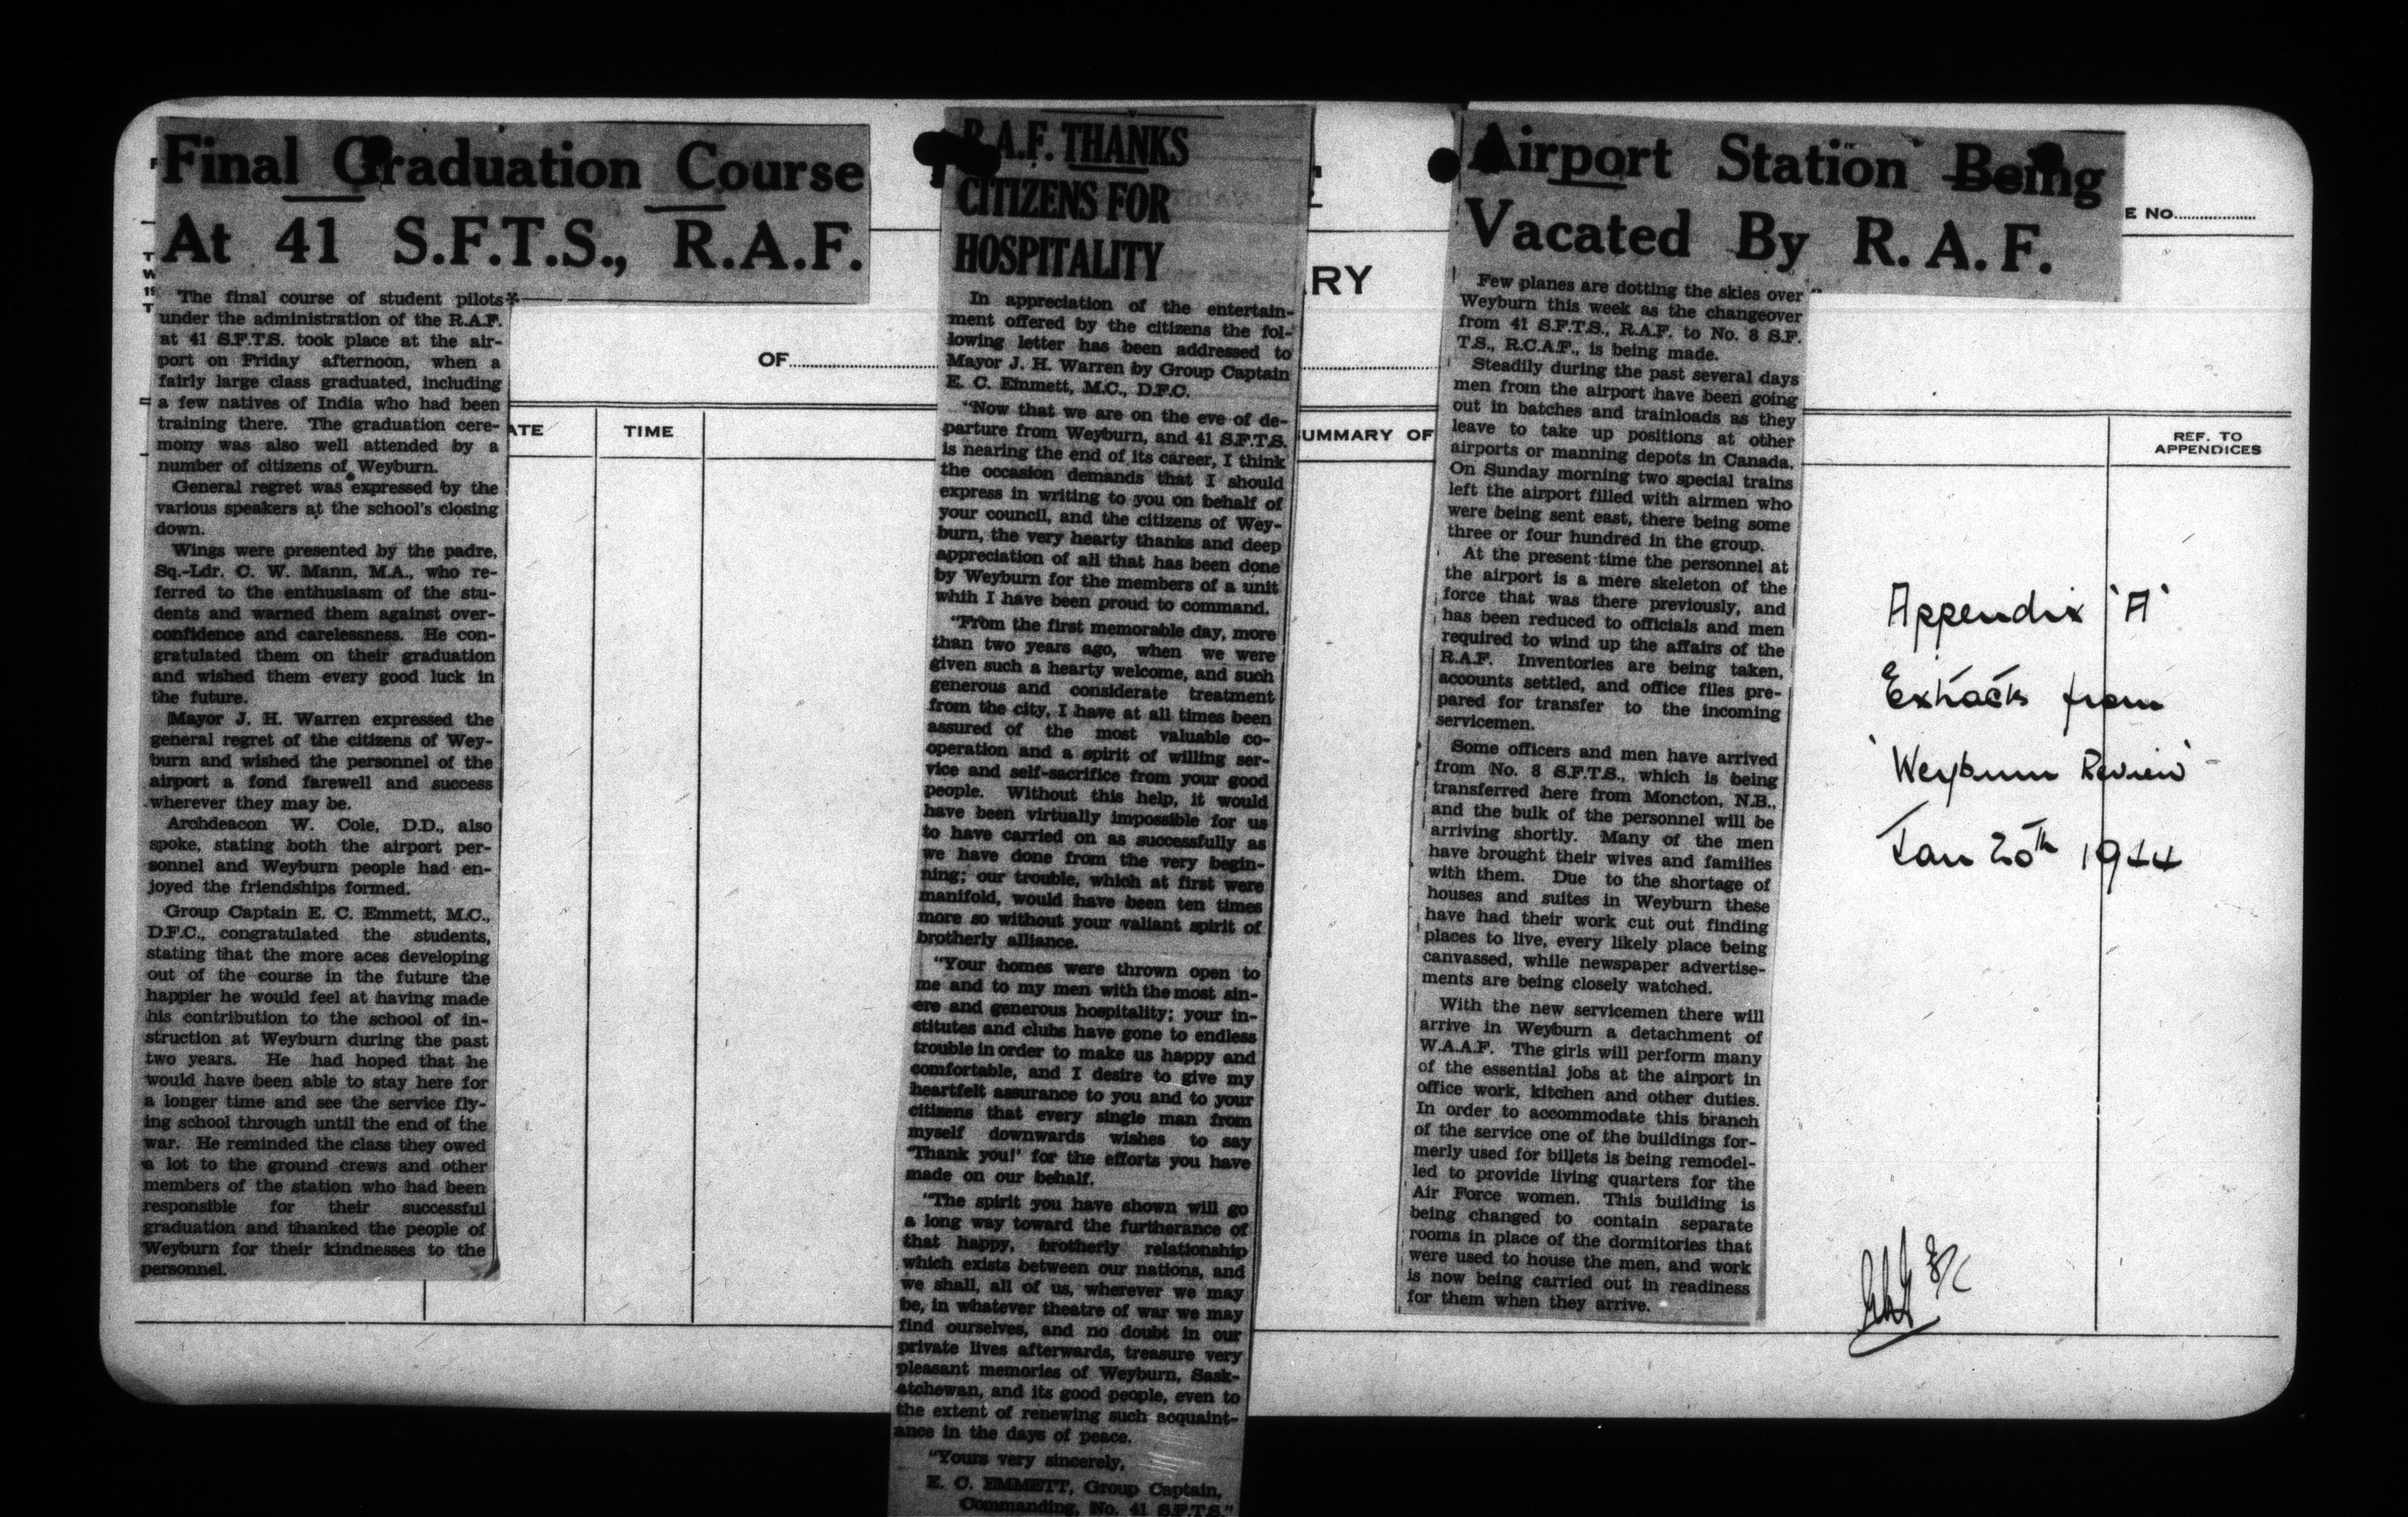 Final Graduation Course
At 41 S.F.T.S., R.A.F.
The final course of student pilots
under the administration of the R.A.F.
at 41 S.F.T.S. took place at the air-
port on Friday afternoon, when a
fairly large class graduated, including
a few natives of India who had been
training there. The graduation cere-
mony was also well attended by a
number of citizens of Weyburn.
General regret was expressed by the
various speakers at the school's closing
down.
Wings were presented by the padre,
Sq.-Ldr. C. W. Mann, M.A., who re-
ferred to the enthusiasm of the stu-
dents and warned them against over-
confidence and carelessness. He con-
gratulated them on their graduation
and wished them every good luck in
the future.
Mayor J. H. Warren expressed the
general regret of the citizens of Wey-
burn and wished the personnel of the
airport a fond farewell and success
wherever they may be.
Archdeacon W. Cole, D.D., also
spoke, stating both the airport per-
sonnel and Weyburn people had en-
joyed the friendships formed.
Group Captain E. C. Emmett, M.C.,
D.F.C., congratulated the students,
stating that the more aces developing
out of the course in the future the
happier he would feel at having made
his contribution to the school of in-
struction at Weyburn during the past
two years. He had hoped that he
would have been able to stay here for
a longer time and see the service fly-
ing school through until the end of the
war. He reminded the class they owed
a lot to the ground crews and other
members of the station who had been
responsible for their successful
graduation and thanked the people of
Weyburn for their kindnesses to the
personnel.
OF
ATE
TIME
R.A.F. THANKS
CITIZENS FOR
HOSPITALITY
In appreciation of the entertain-
ment offered by the citizens the fol-
lowing letter has been addressed to
Mayor J. H. Warren by Group Captain
E. C. Emmett, M.C., D.F.C.
"Now that we are on the eve of de-
parture from Weyburn, and 41 S.F.T.S.
is nearing the end of its career, I think
the occasion demands that I should
express in writing to you on behalf of
your council, and the citizens of Wey-
burn, the very hearty thanks and deep
appreciation of all that has been done
by Weyburn for the members of a unit
whih I have been proud to command.
"From the first memorable day, more
than two years ago, when we were
given such a hearty welcome, and such
generous and considerate treatment
from the city, I have at all times been
assured of the most valuable co-
operation and a spirit of willing ser-
vice and self-sacrifice from your good
people. Without this help, it would
have been virtually impossible for us
to have carried on as successfully as
we have done from the very begin-
ning; our trouble, which at first were
manifold, would have been ten times
more so without your valiant spirit of
brotherly alliance.
"Your homes were thrown open to
me and to my men with the most sin-
ere and generous hospitality; your in-
stitutes and clubs have gone to endless
trouble in order to make us happy and
comfortable, and I desire to give my
heartfelt assurance to you and to your
citizens that every single man from
myself downwards wishes to say
'Thank you!' for the efforts you have
made on our behalf.
"The spirit you have shown will go
a long way toward the furtherance of
that happy, brotherly relationship
which exists between our nations, and
we shall, all of us, wherever we may
be, in whatever theatre of war we may
find ourselves, and no doubt in our
private lives afterwards, treasure very
pleasant memories of Weyburn, Sask-
atchewan, and its good people, even to
the extent of renewing such acquaint-
ance in the days of peace.
"Yours very sincerely,
E. C. EMMETT, Group Captain,
Commanding, No. 41 S.F.T.S."
RY
UMMARY OF
Airport Station Being
Vacated By R. A. F.
Few planes are dotting the skies over
Weyburn this week as the changeover
from 41 S.F.T.S., R.A.F. to No. 8 S.F.
T.S., R.C.A.F., is being made.
Steadily during the past several days
men from the airport have been going
out in batches and trainloads as they
leave to take up positions at other
airports or manning depots in Canada.
On Sunday morning two special trains
left the airport filled with airmen who
were being sent east, there being some
three or four hundred in the group.
At the present time the personnel at
the airport is a mere skeleton of the
force that was there previously, and
has been reduced to officials and men
required to wind up the affairs of the
R.A.F. Inventories are being taken,
accounts settled, and office files pre-
pared for transfer to the incoming
servicemen.
Some officers and men have arrived
from No. 8 S.F.T.S., which is being
transferred here from Moncton, N.B.,
and the bulk of the personnel will be
arriving shortly. Many of the men
have brought their wives and families
with them. Due to the shortage of
houses and suites in Weyburn these
have had their work cut out finding
places to live, every likely place being
canvassed, while newspaper advertise-
ments are being closely watched.
With the new servicemen there will
arrive in Weyburn a detachment of
W.A.A.F. The girls will perform many
of the essential jobs at the airport in
office work, kitchen and other duties.
In order to accommodate this branch
of the service one of the buildings for-
merly used for billets is being remodel-
led to provide living quarters for the
Air Force women. This building is
being changed to contain separate
rooms in place of the dormitories that
were used to house the men, and work
is now being carried out in readiness
for them when they arrive.
E NO.
REF. TO
APPENDICES
Appendix 'A'
Extracts from
'Weyburn Review'
Jan 20th 1944